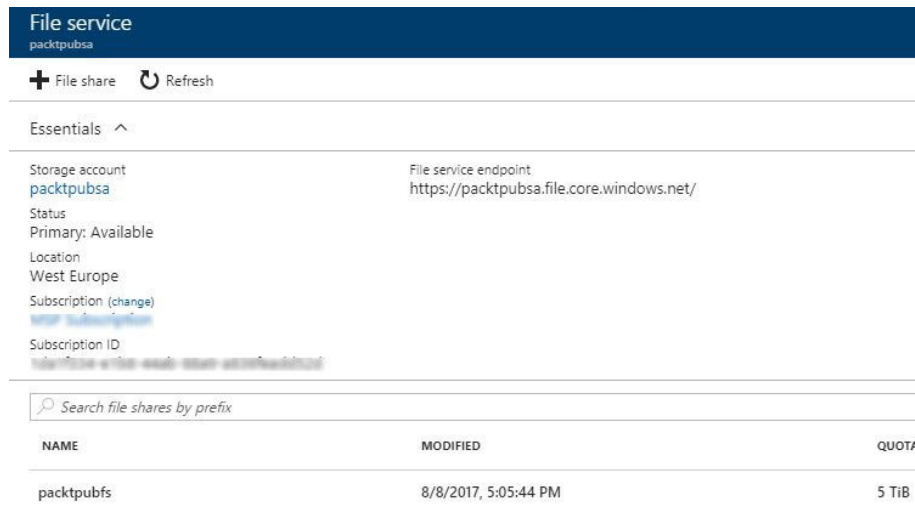 File service
packtpubsa
File share Refresh
Essentials
Storage account File service endpoint
packtpubsa https://packtpubsa.file.core.windows.net/
Status
Primary: Available
Location
West Europe
Subscription (change)
Subscription ID
Search file shares by prefix
NAME MODIFIED QUOTA
packtpubfs 8/8/2017, 5:05:44 PM 5 TiB